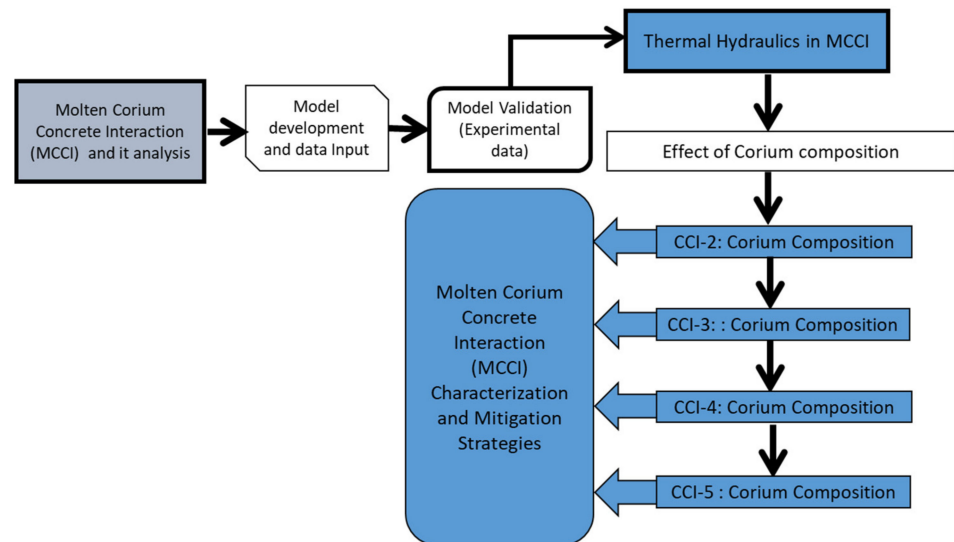 Molten Corium
Concrete Interaction
(MCCI)  and it analysis
Model
development
and data Input
Model Validation
(Experimental
data)
Thermal Hydraulics in MCCI
Effect of Corium composition
CCI-2: Corium Composition
CCI-3: : Corium Composition
CCI-4: Corium Composition
CCI-5 : Corium Composition
Molten Corium
Concrete
Interaction
(MCCI)
Characterization
and Mitigation
Strategies